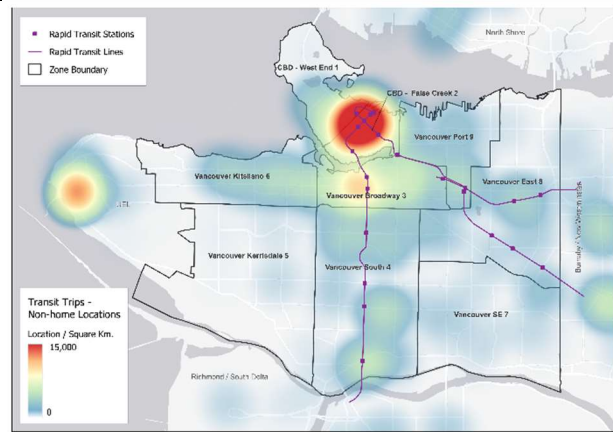 Rapid Transit Stations
Rapid Transit Lines
Zone Boundary
North Shore
CBD - West End 1
CBD - False Creek 2
Vancouver Port 9
Vancouver Kitsilano 6
Vancouver East 8
Vancouver Broadway 3
UEL
Vancouver Kerrisdale 5
Vancouver South 4
Burnaby / New Westminster
Vancouver SE 7
Transit Trips -
Non-home Locations
Location / Square Km.
15,000
0
Richmond / South Delta